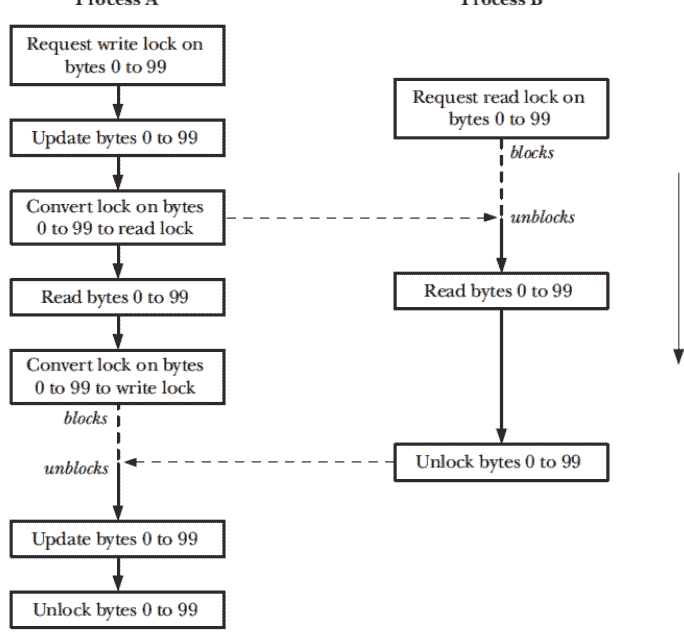 Process A
Request write lock on
bytes 0 to 99
Update bytes 0 to 99
Convert lock on bytes
0 to 99 to read lock
Read bytes 0 to 99
Convert lock on bytes
0 to 99 to write lock
blocks
unblocks
Update bytes 0 to 99
Unlock bytes 0 to 99
Process B
Request read lock on
bytes 0 to 99
blocks
unblocks
Read bytes 0 to 99
Unlock bytes 0 to 99